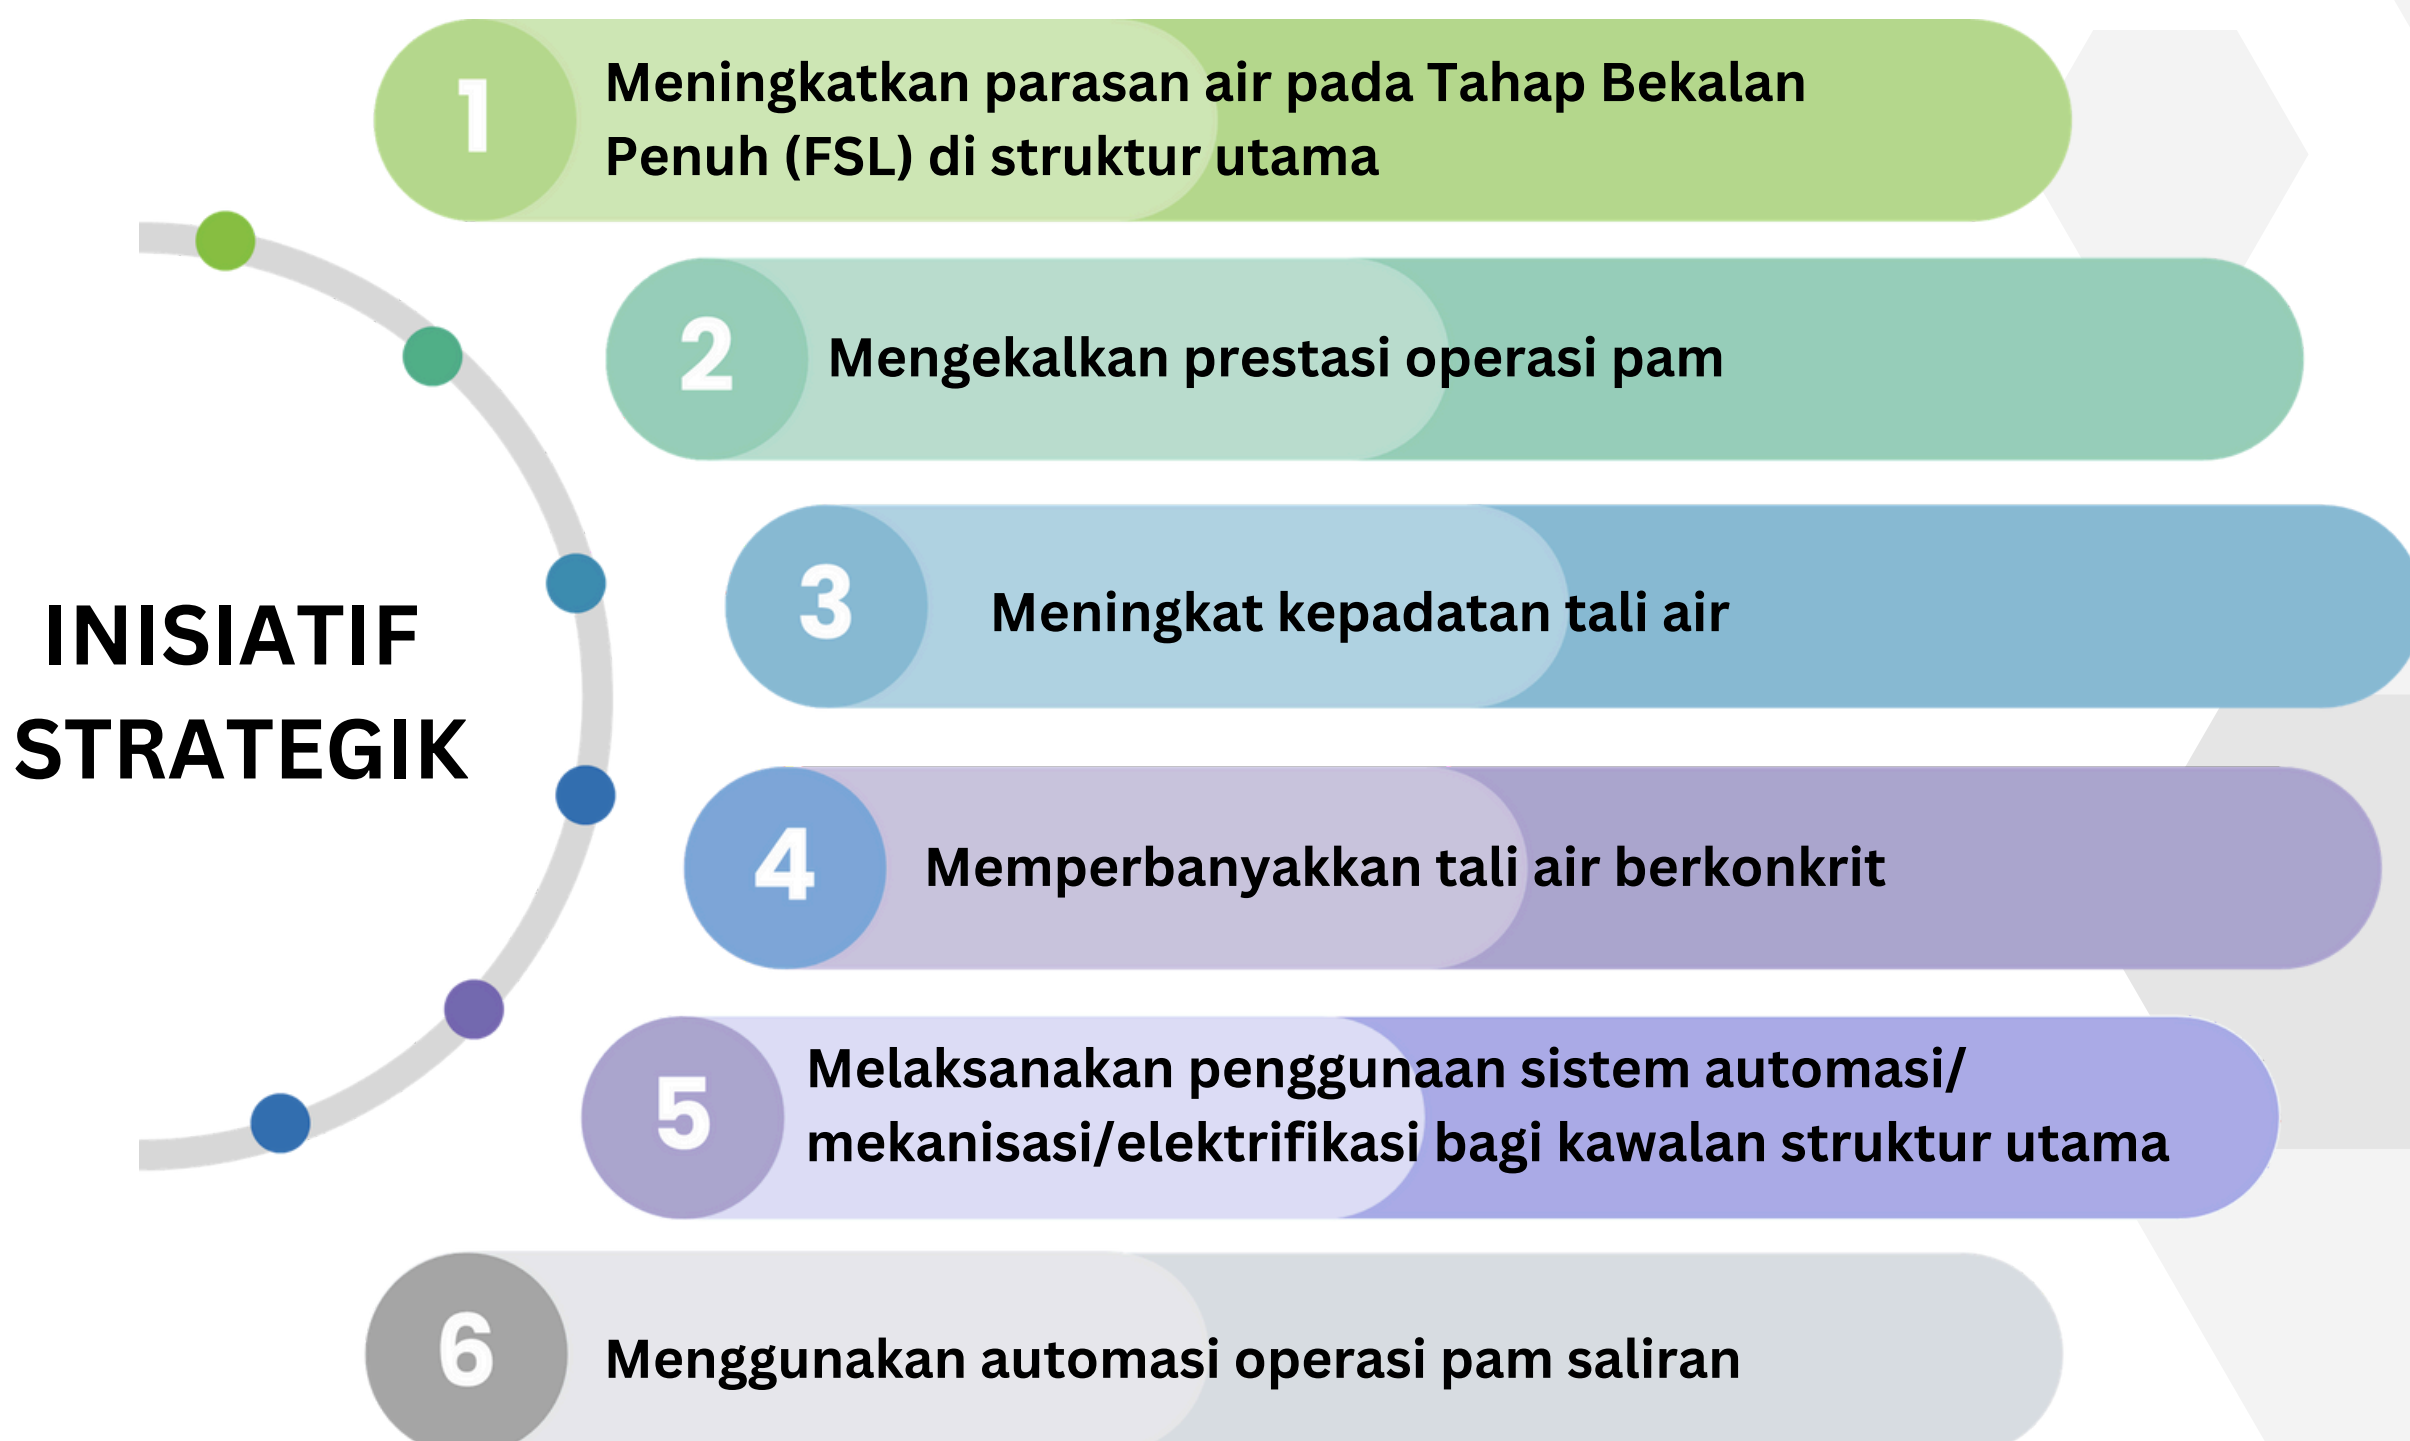 INISIATIF
STRATEGIK
1
Meningkatkan parasan air pada Tahap Bekalan
Penuh (FSL) di struktur utama
2
Mengekalkan prestasi operasi pam
3
Meningkat kepadatan tali air
4
Memperbanyakkan tali air berkonkrit
5
Melaksanakan penggunaan sistem automasi/
mekanisasi/elektrifikasi bagi kawalan struktur utama
6
Menggunakan automasi operasi pam saliran